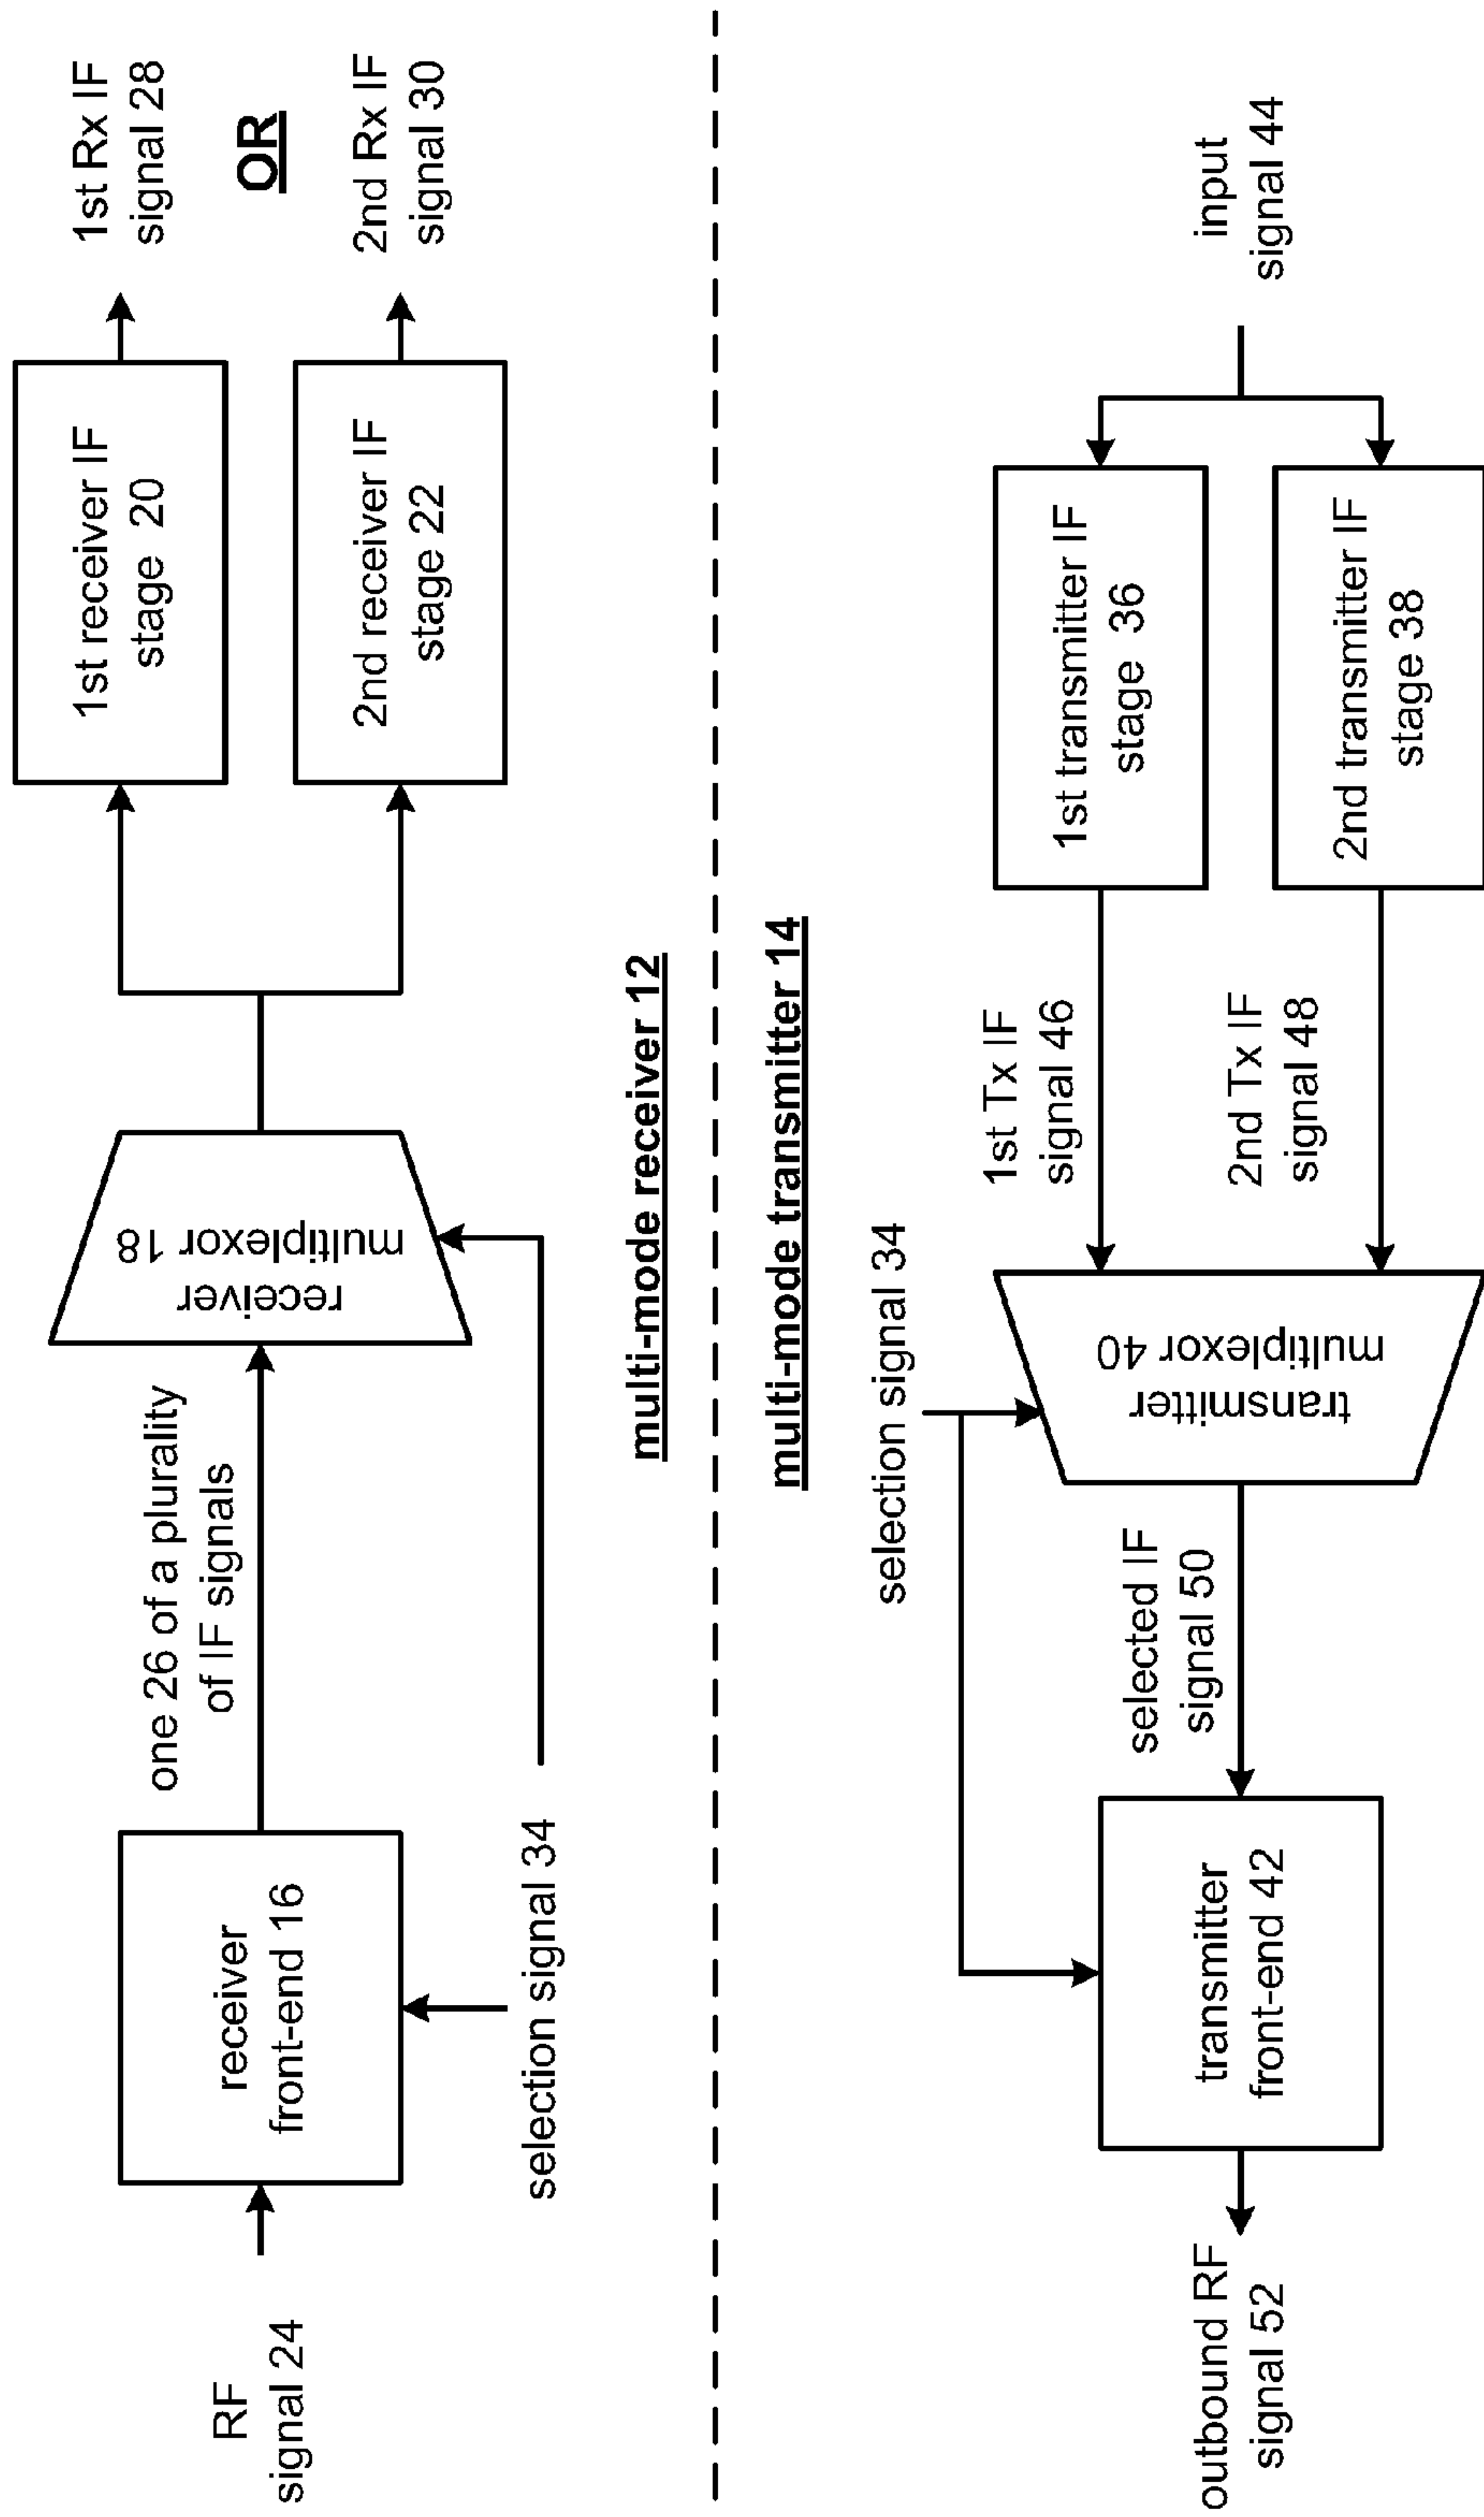 RF
signal 24
receiver
front-end 16
selection signal 34
one 26 of a plurality
of IF signals
receiver
multiplexor 18
1st receiver IF
stage 20
2nd receiver IF
stage 22
1st Rx IF
signal 28
OR
2nd Rx IF
signal 30
multi-mode receiver 12
multi-mode transmitter 14
outbound RF
signal 52
transmitter
front-end 42
selected IF
signal 50
selection signal 34
transmitter
multiplexor 40
1st Tx IF
signal 46
2nd Tx IF
signal 48
1st transmitter IF
stage 36
2nd transmitter IF
stage 38
input
signal 44